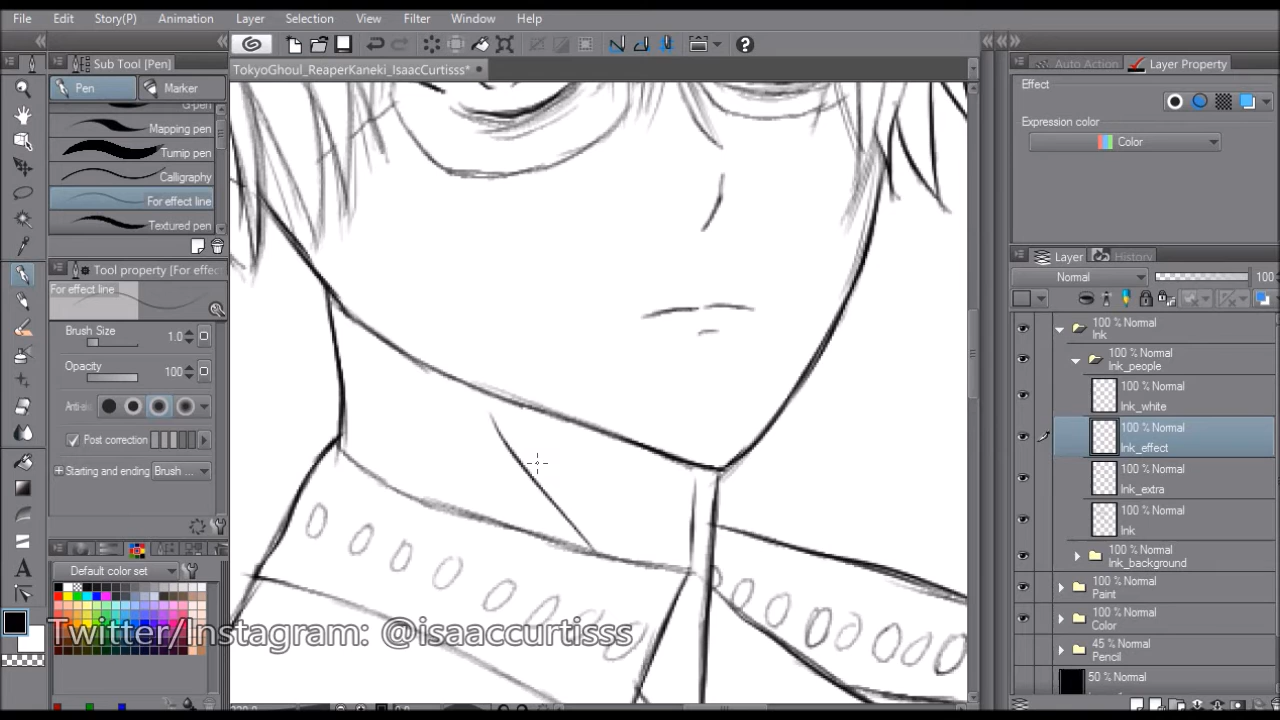 File Edit Story(P) Animation Layer Selection View Filter Window Help
Sub Tool [Pen]
Pen
Marker
G-pen
Mapping pen
Turnip pen
Calligraphy
For effect line
Textured pen
Tool property [For effec
For effect line
Brush Size 1.0
Opacity 100
Post correction
Starting and ending Brush ...
Default color set
TokyoGhoul_ReaperKaneki_IsaacCurtisss*
Twitter/Instagram: @isaaccurtisss
Auto Action Layer Property
Effect
Expression color
Color
Layer History
Normal 100
100 % Normal
Ink
100 % Normal
Ink_people
100 % Normal
Ink_white
100 % Normal
Ink_effect
100 % Normal
Ink_extra
100 % Normal
Ink
100 % Normal
Ink_background
100 % Normal
Paint
100 % Normal
Color
45 % Normal
Pencil
50 % Normal